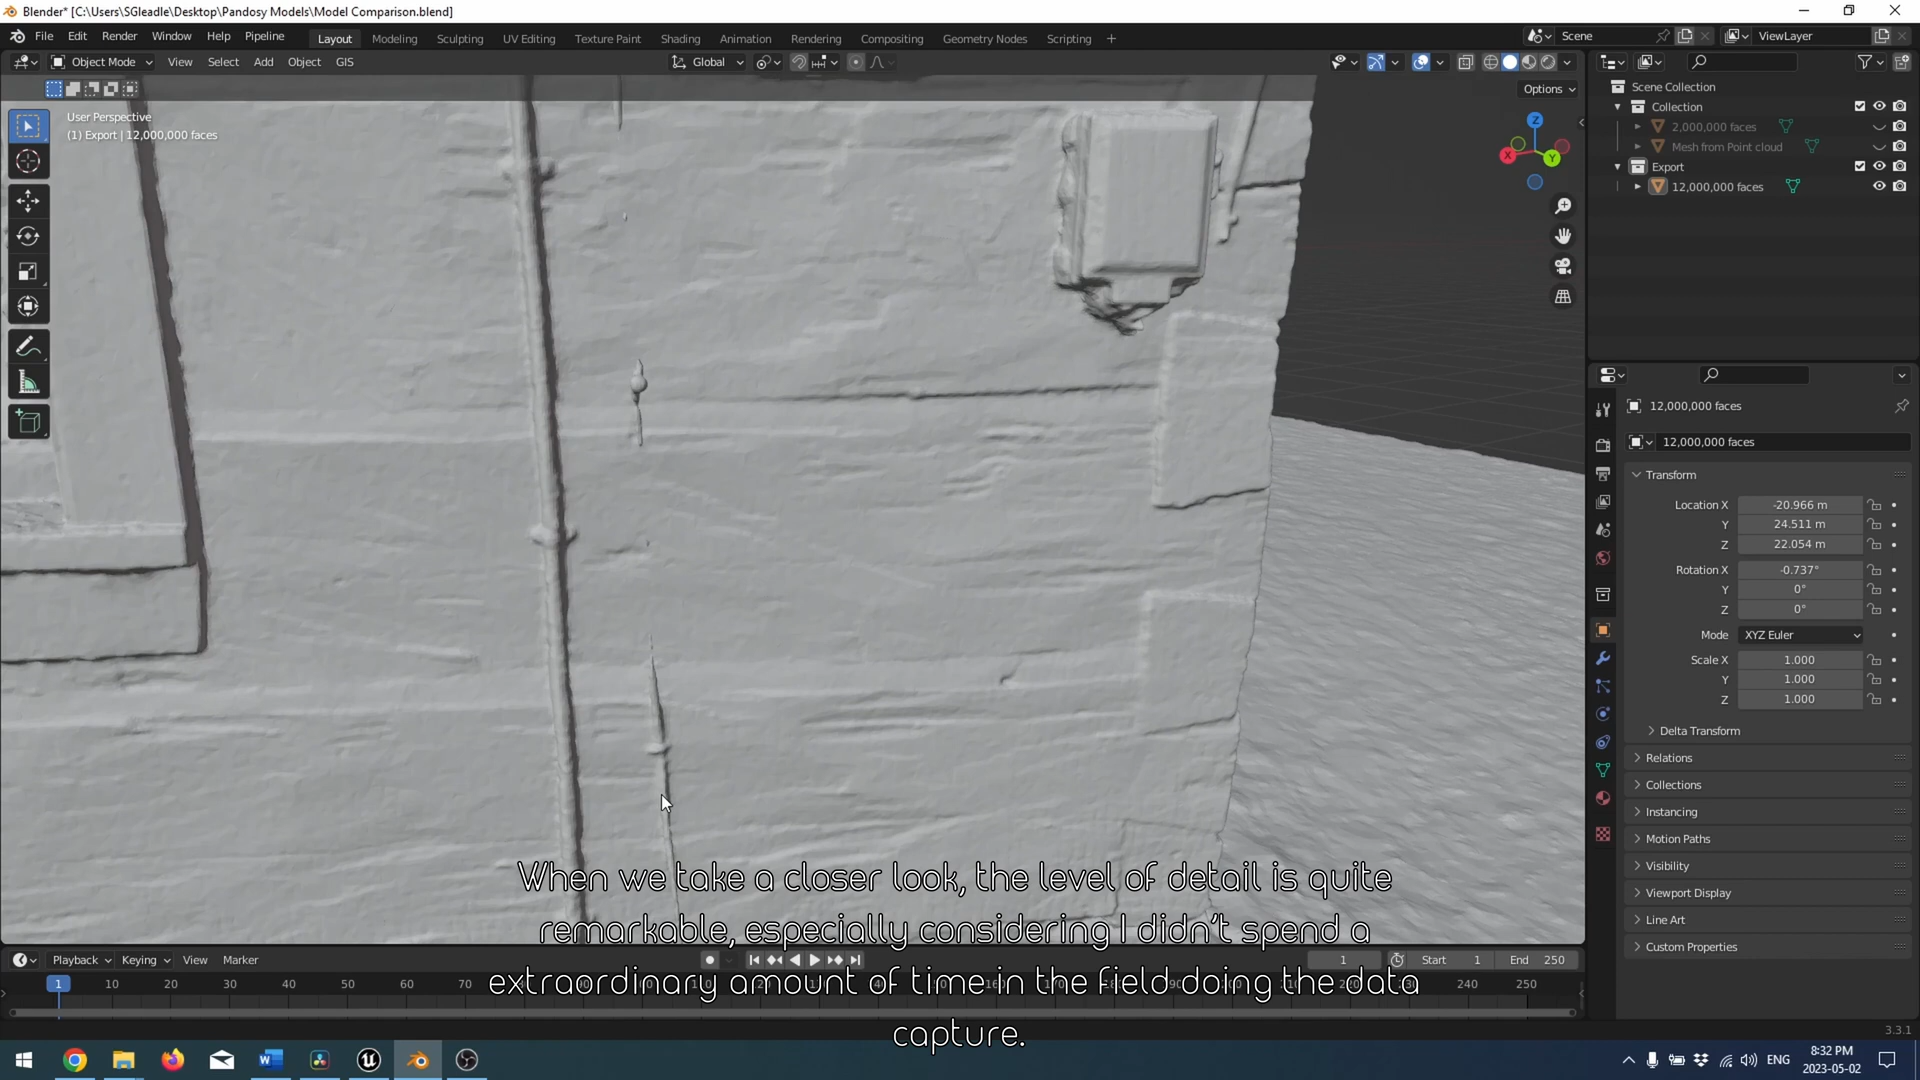 Blender* [C:\Users\SGleadle\Desktop\Pandosy Models\Model Comparison.blend]
File Edit Render Window Help Pipeline Layout Modeling Sculpting UV Editing Texture Paint Shading Animation Rendering Compositing Geometry Nodes Scripting + Scene ViewLayer
Object Mode View Select Add Object GIS Global
Options
User Perspective
(1) Export | 12,000,000 faces
Z
X
Y
Scene Collection
Collection
2,000,000 faces
Mesh from Point cloud
Export
12,000,000 faces
12,000,000 faces
12,000,000 faces
Transform
Location X -20.966 m
Y 24.511 m
Z 22.054 m
Rotation X -0.737°
Y 0°
Z 0°
Mode XYZ Euler
Scale X 1.000
Y 1.000
Z 1.000
Delta Transform
Relations
Collections
Instancing
Motion Paths
Visibility
Viewport Display
Line Art
Custom Properties
When we take a closer look, the level of detail is quite
remarkable, especially considering I didn't spend a
extraordinary amount of time in the field doing the data
capture.
Playback Keying View Marker 1 Start 1 End 250
1 10 20 30 40 50 60 70 240 250
3.3.1
ENG 8:32 PM
2023-05-02